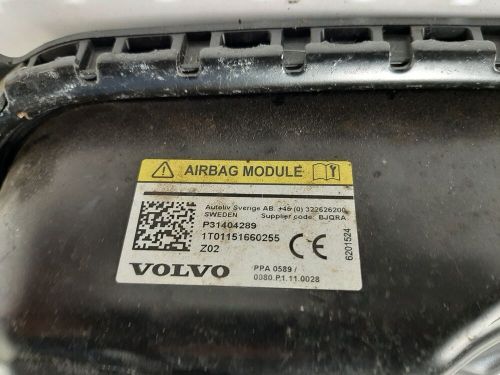 AIRBAG MODULE
Autoliv Sverige AB. +46 (0) 322626200
SWEDEN Supplier code: BJQRA
P31404289
1T01151660255
Z02
CE
6201524
VOLVO
PPA 0589 /
0080.P.1.11.0028